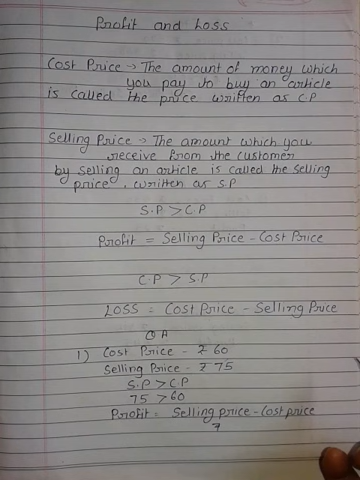 Profit and Loss
Cost Price → The amount of money which
you pay to buy an article
is called the price written as C.P
Selling Price → The amount which you
receive from the customer
by selling an article is called the selling
price, written as S.P
S.P > C.P
Profit = Selling Price - Cost Price
C.P > S.P
LOSS = Cost Price - Selling Price
1) Cost Price - ₹ 60
Selling Price - ₹ 75
S.P > C.P
75 > 60
Profit = Selling price - Cost price